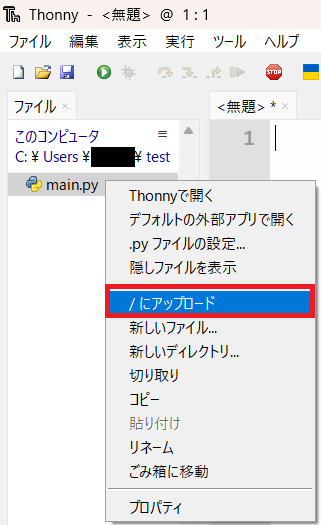 Thonny - <無題> @ 1 : 1
ファイル 編集 表示 実行 ツール ヘルプ
STOP
ファイル ×
<無題> * ×
このコンピュータ ≡
C: ¥ Users ¥ ¥ test
1
main.py
Thonnyで開く
デフォルトの外部アプリで開く
.py ファイルの設定...
隠しファイルを表示
/ にアップロード
新しいファイル...
新しいディレクトリ...
切り取り
コピー
貼り付け
リネーム
ごみ箱に移動
プロパティ